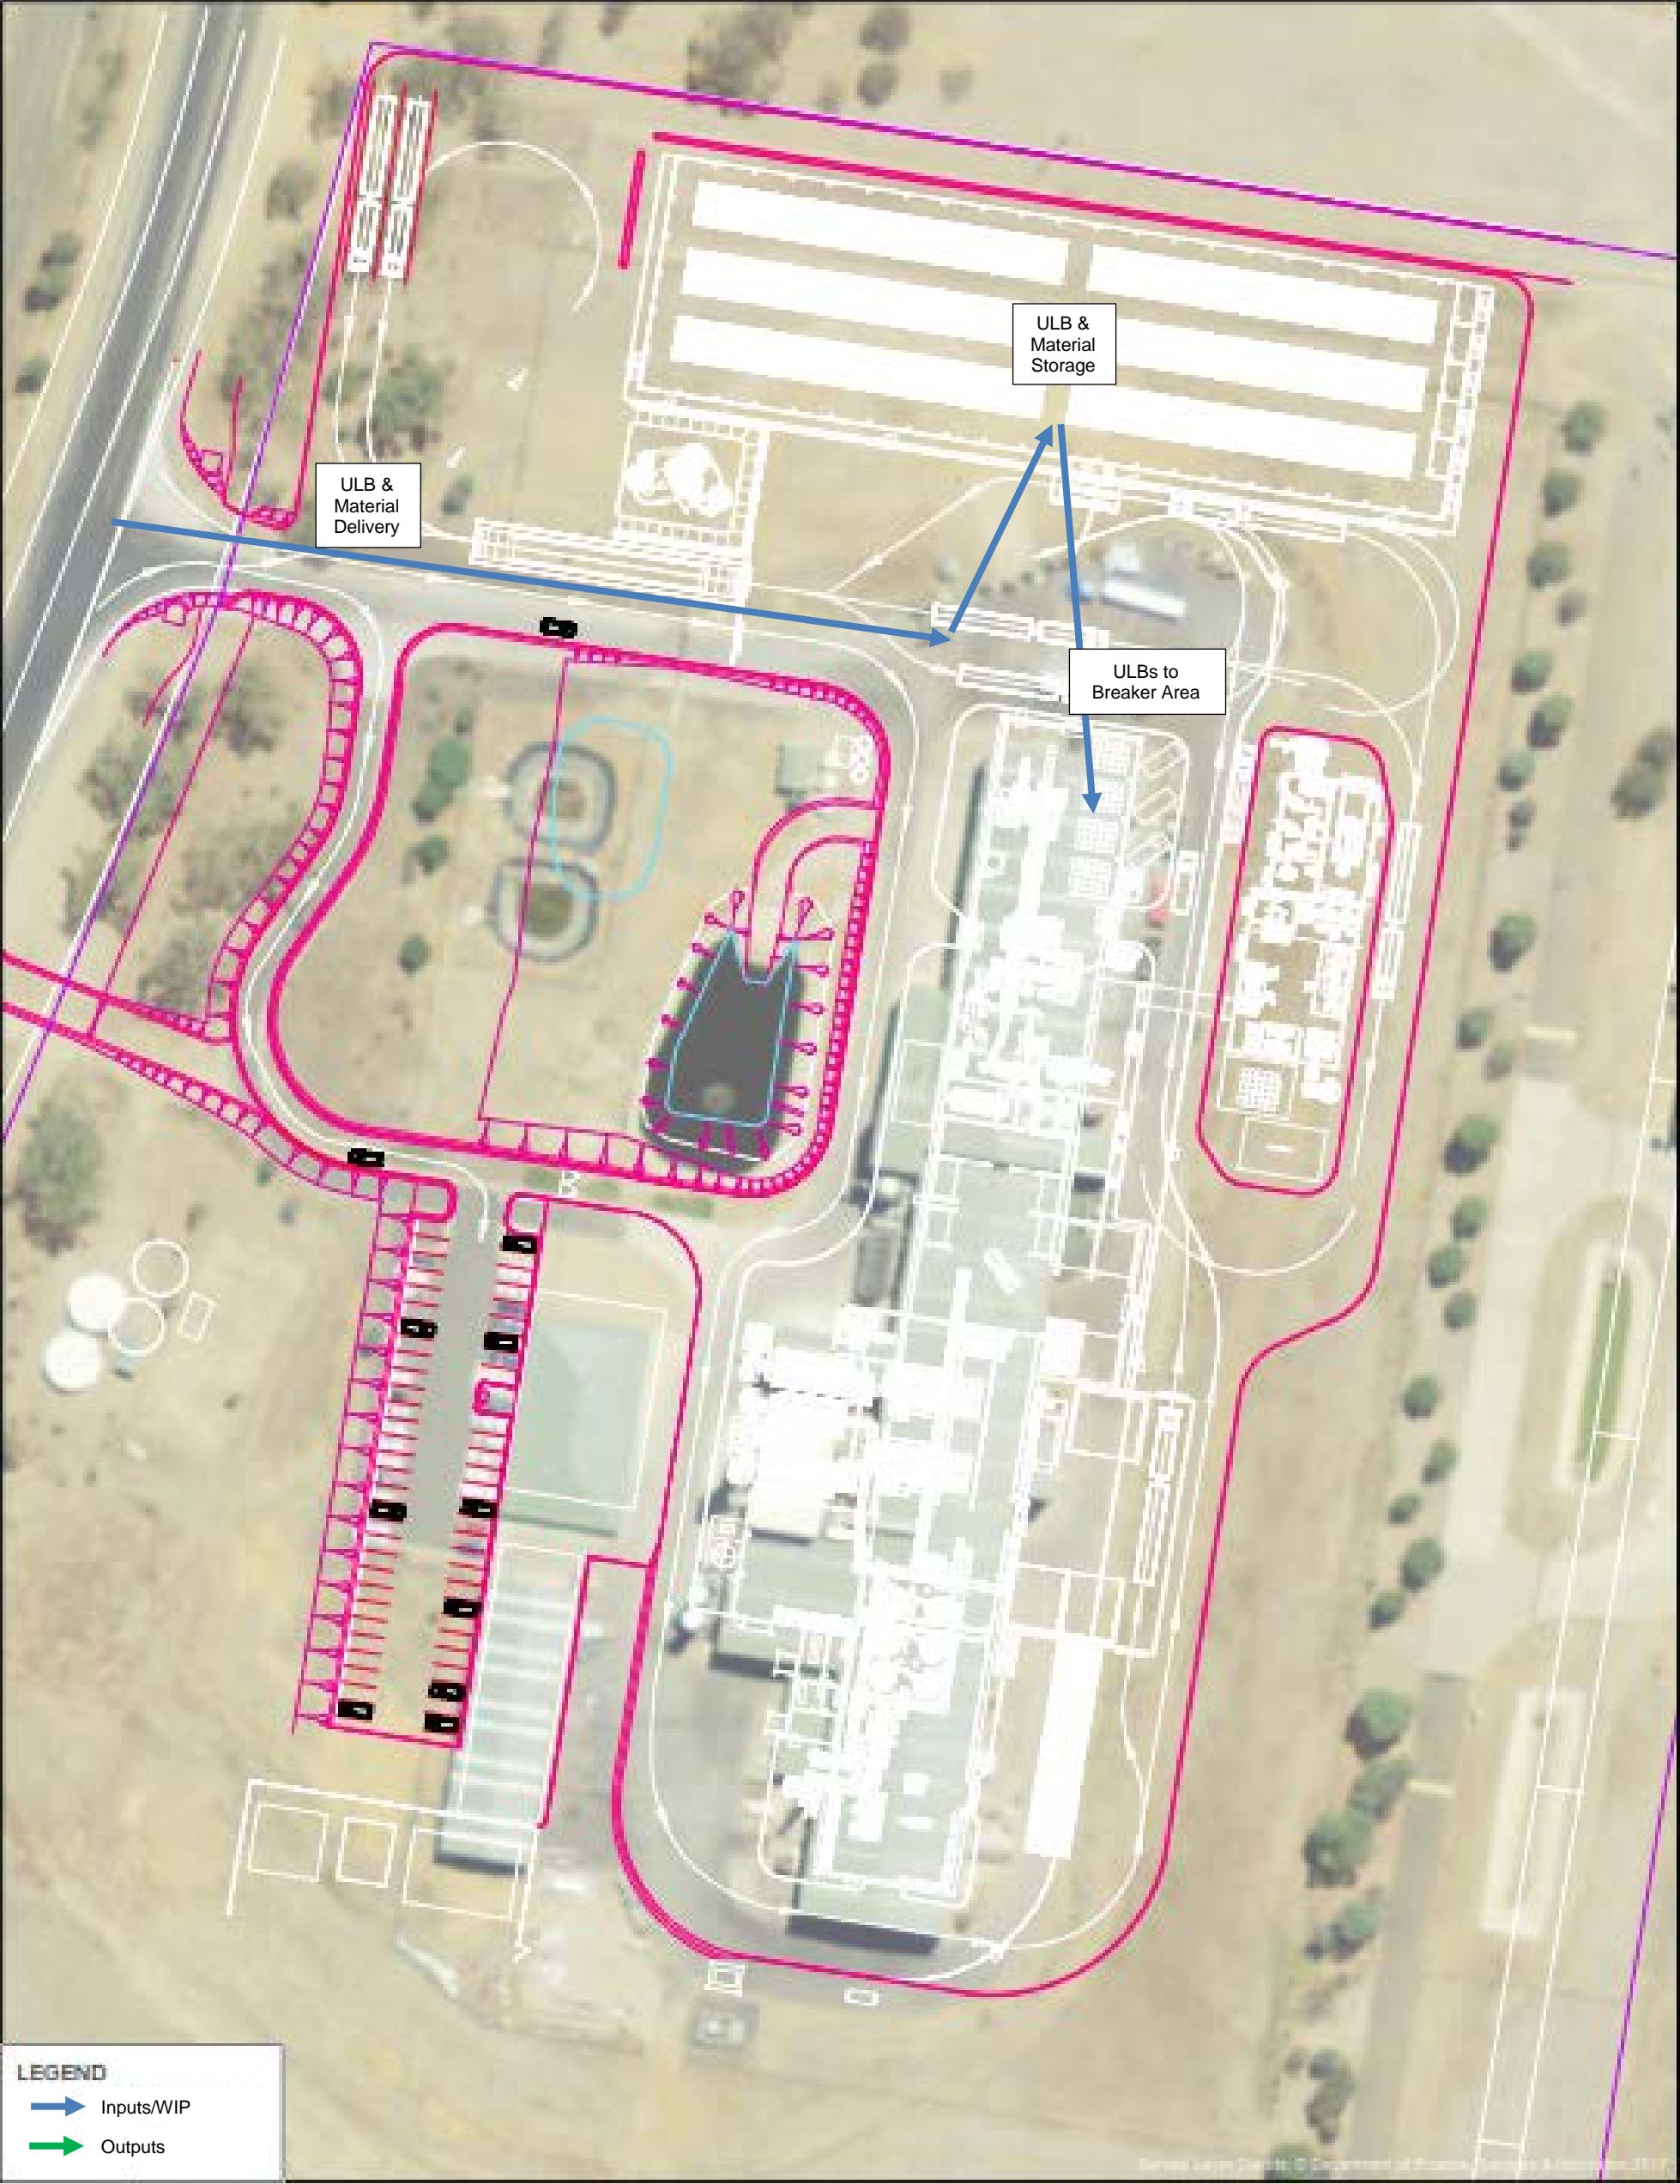 ULB &
Material
Storage
ULB &
Material
Delivery
ULBs to
Breaker Area
LEGEND
Inputs/WIP
Outputs